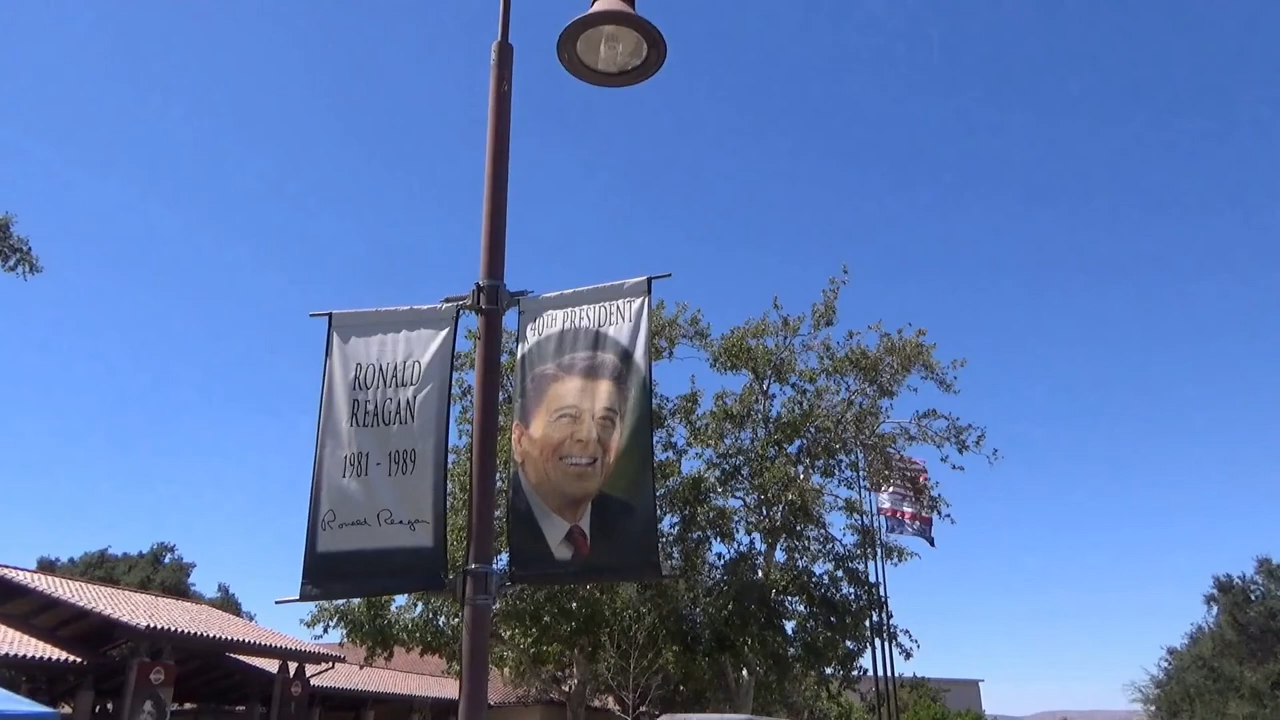 RONALD
REAGAN
1981 - 1989
Ronald Reagan
40TH PRESIDENT